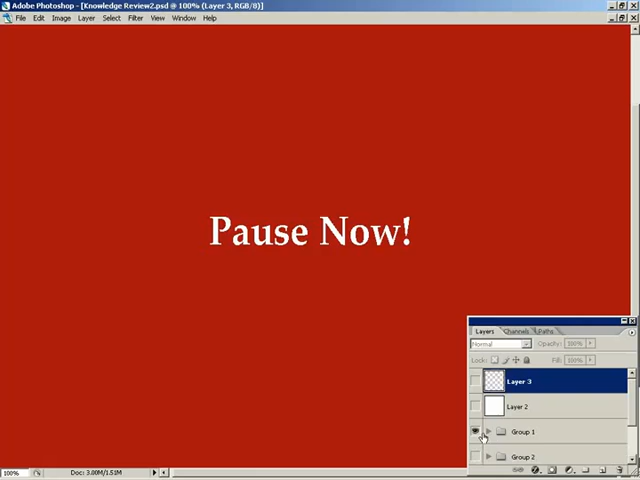 Adobe Photoshop - [Knowledge Review2.psd @ 100% (Layer 3, RGB/8)]
File Edit Image Layer Select Filter View Window Help
Pause Now!
Layers Channels Paths
Normal Opacity: 100%
Lock: Fill: 100%
Layer 3
Layer 2
Group 1
Group 2
100% Doc: 3.00M/1.51M